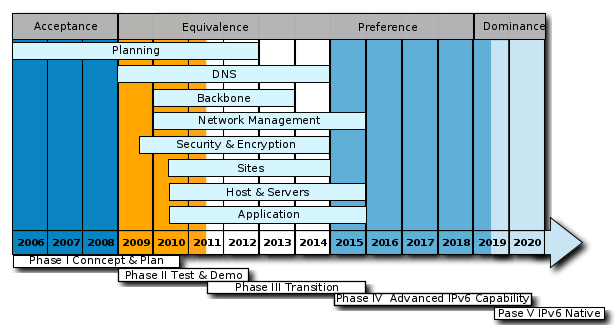 Acceptance Equivalence Preference Dominance
Planning
DNS
Backbone
Network Management
Security & Encryption
Sites
Host & Servers
Application
2006 2007 2008 2009 2010 2011 2012 2013 2014 2015 2016 2017 2018 2019 2020
Phase I Conncept & Plan
Phase II Test & Demo
Phase III Transition
Phase IV Advanced IPv6 Capability
Pase V IPv6 Native